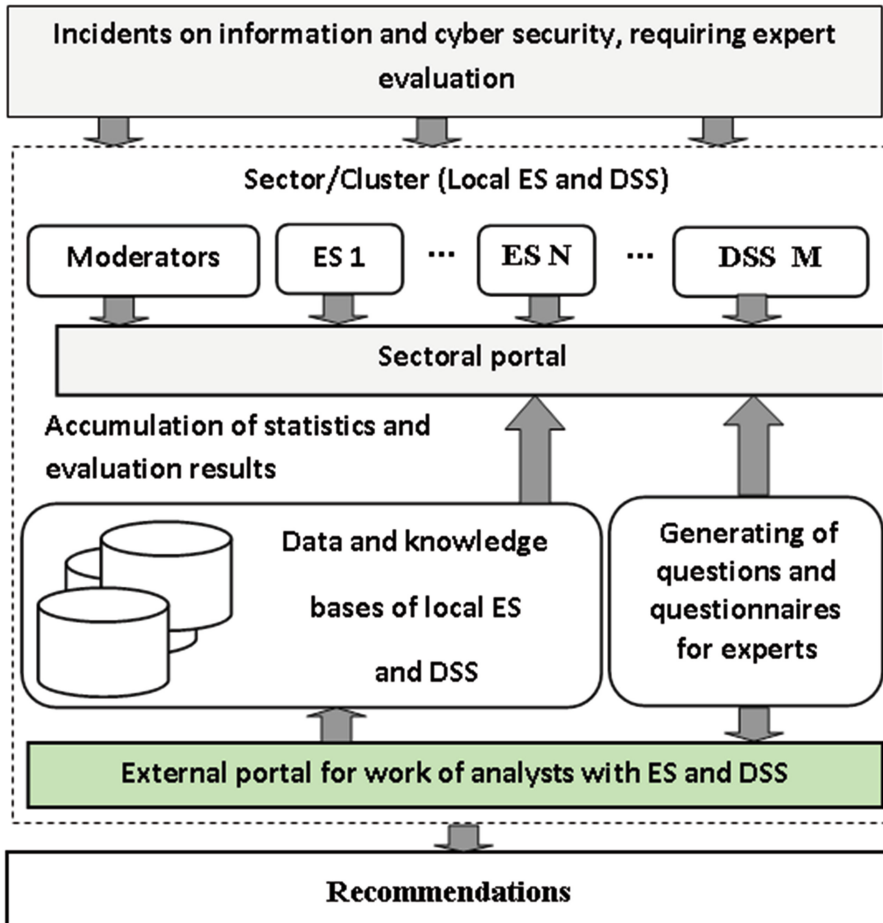 Incidents on information and cyber security, requiring expert
evaluation
Sector/Cluster (Local ES and DSS)
Moderators
ES 1
...
ES N
...
DSS M
Sectoral portal
Accumulation of statistics and
evaluation results
Data and knowledge
bases of local ES
and DSS
Generating of
questions and
questionnaires
for experts
External portal for work of analysts with ES and DSS
Recommendations